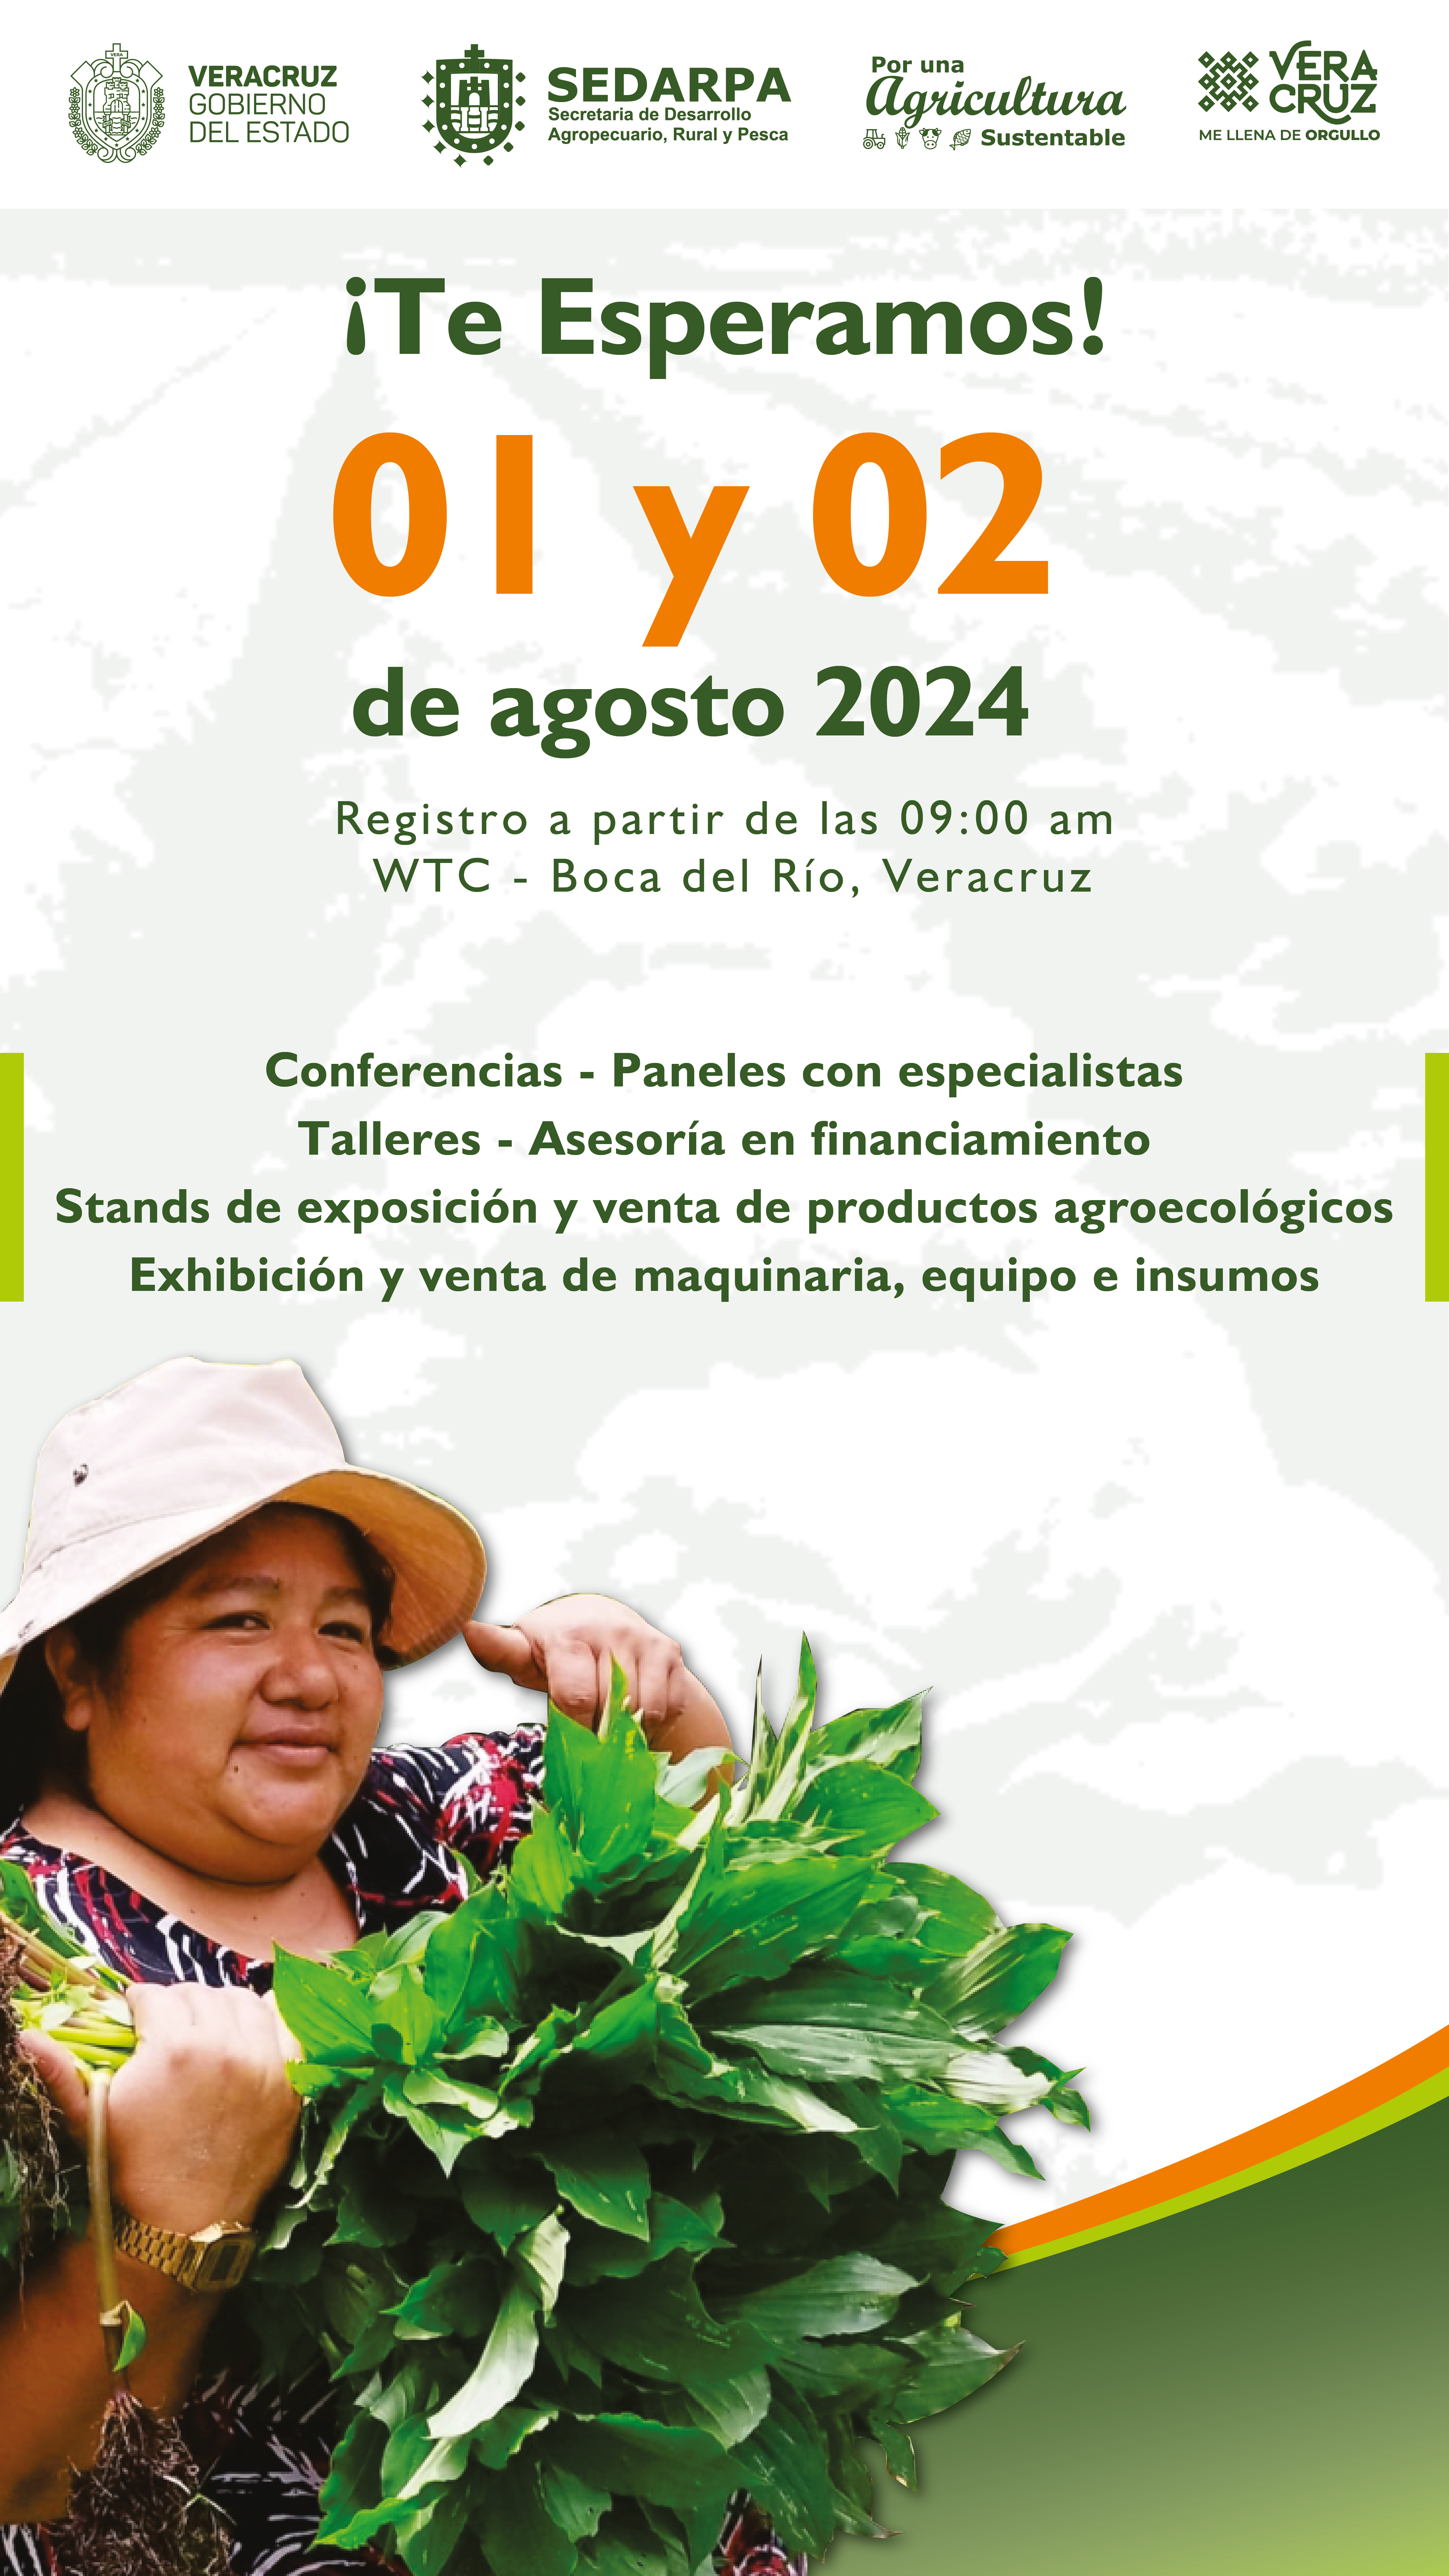 VERACRUZ
GOBIERNO
DEL ESTADO
SEDARPA
Secretaria de Desarrollo
Agropecuario, Rural y Pesca
Por una
Agricultura
Sustentable
VERA
CRUZ
ME LLENA DE ORGULLO
¡Te Esperamos!
01 y 02
de agosto 2024
Registro a partir de las 09:00 am
WTC - Boca del Río, Veracruz
Conferencias - Paneles con especialistas
Talleres - Asesoría en financiamiento
Stands de exposición y venta de productos agroecológicos
Exhibición y venta de maquinaria, equipo e insumos